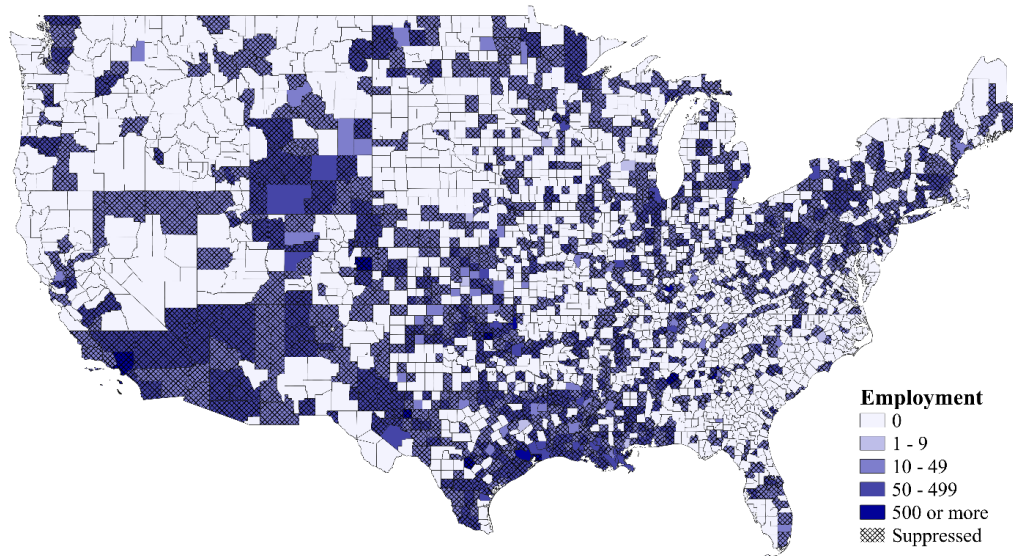 Employment
0
1 - 9
10 - 49
50 - 499
500 or more
Suppressed